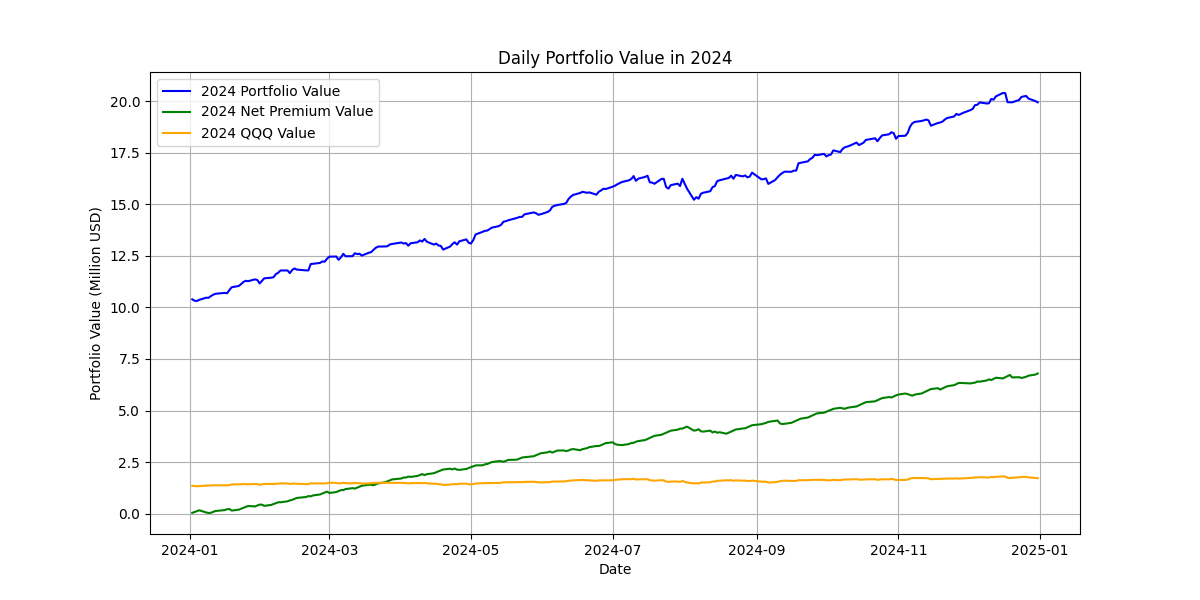 Daily Portfolio Value in 2024
2024 Portfolio Value
2024 Net Premium Value
2024 QQQ Value
Portfolio Value (Million USD)
20.0
17.5
15.0
12.5
10.0
7.5
5.0
2.5
0.0
2024-01 2024-03 2024-05 2024-07 2024-09 2024-11 2025-01
Date